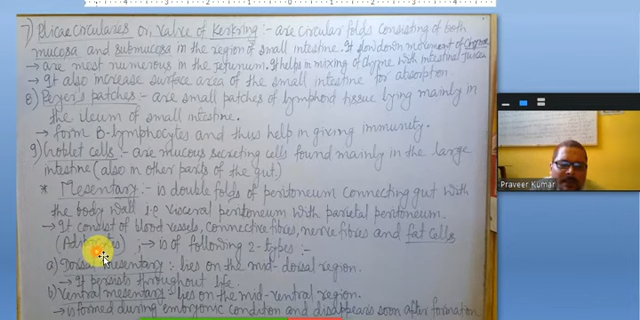 7) Plicae circulares or Valve of Kerkring :- are circular folds consisting of both
mucosa and submucosa in the region of small intestine. It slow down movement of chyme
→ are most numerous in the jejunum. It helps in mixing of chyme with intestinal juice
→ It also increase surface area of the small intestine for absorption.
8) Peyer's patches :- are small patches of lymphoid tissue lying mainly in
the ileum of small intestine.
→ form B-lymphocytes and thus help in giving immunity.
9) Goblet cells :- are mucous secreting cells found mainly in the large
intestine (also in other parts of the gut).
* Mesentary :- is double folds of peritoneum connecting gut with
the body wall i.e visceral peritoneum with parietal peritoneum.
→ It consist of blood vessels, connective fibres, nerve fibres and fat cells
; → is of following 2-types :-
a) Dorsal mesentary :- lies on the mid-dorsal region.
→ It persists throughout life.
b) Ventral mesentary :- lies on the mid-ventral region.
→ is formed during embryonic condition and disappears soon after formation
Praveer Kumar